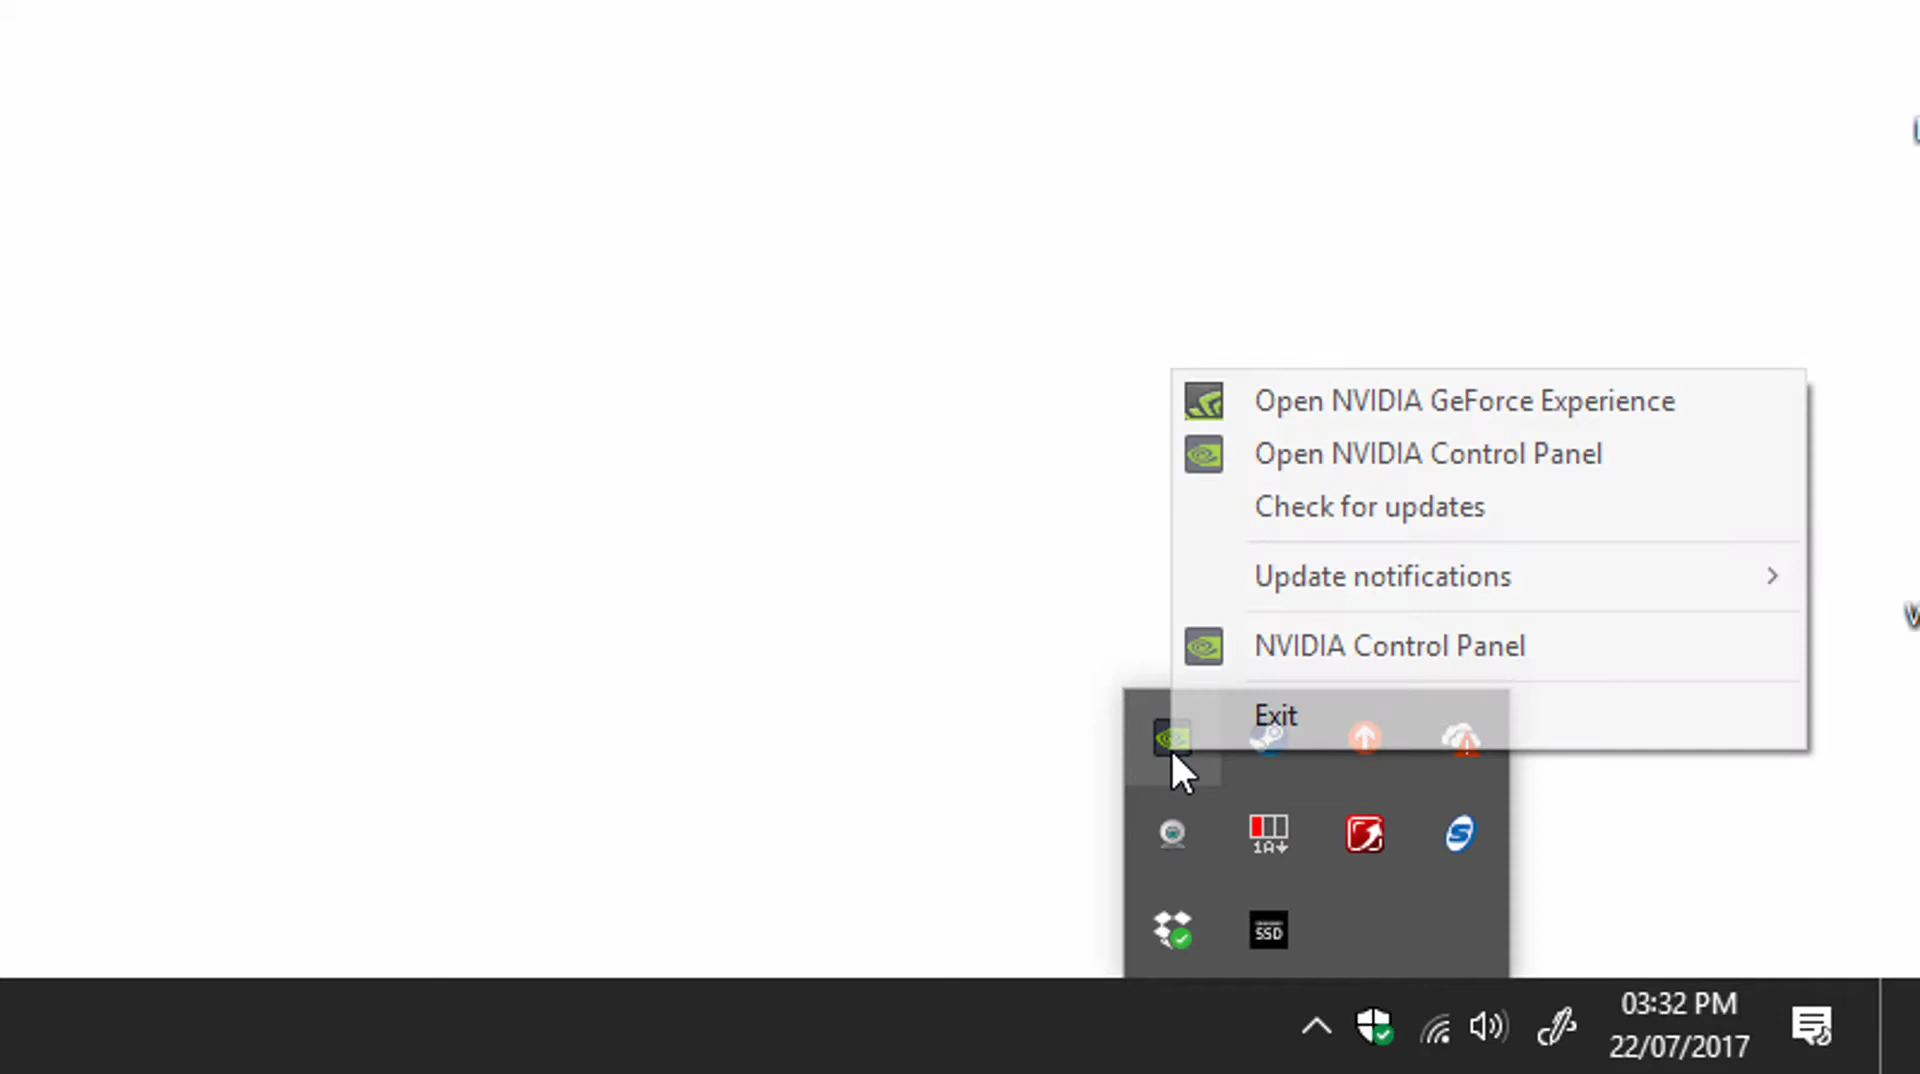 Open NVIDIA GeForce Experience
Open NVIDIA Control Panel
Check for updates
Update notifications
NVIDIA Control Panel
Exit
1A
SSD
03:32 PM
22/07/2017